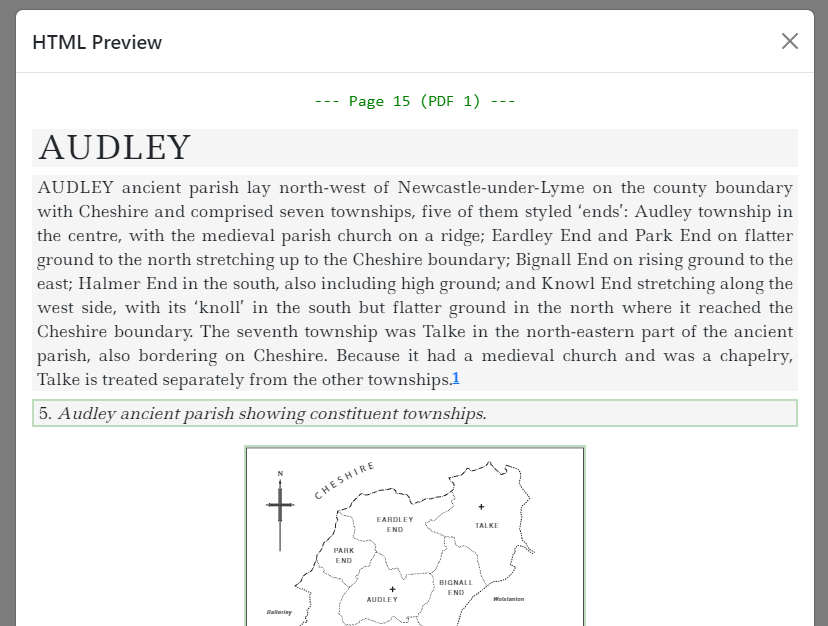 HTML Preview
--- Page 15 (PDF 1) ---
AUDLEY
AUDLEY ancient parish lay north-west of Newcastle-under-Lyme on the county boundary
with Cheshire and comprised seven townships, five of them styled ‘ends’: Audley township in
the centre, with the medieval parish church on a ridge; Eardley End and Park End on flatter
ground to the north stretching up to the Cheshire boundary; Bignall End on rising ground to the
east; Halmer End in the south, also including high ground; and Knowl End stretching along the
west side, with its ‘knoll’ in the south but flatter ground in the north where it reached the
Cheshire boundary. The seventh township was Talke in the north-eastern part of the ancient
parish, also bordering on Cheshire. Because it had a medieval church and was a chapelry,
Talke is treated separately from the other townships.1
5. Audley ancient parish showing constituent townships.
N
CHESHIRE
EARDLEY
END
TALKE
PARK
END
BIGNALL
END
AUDLEY
Wolstanton
Balterley